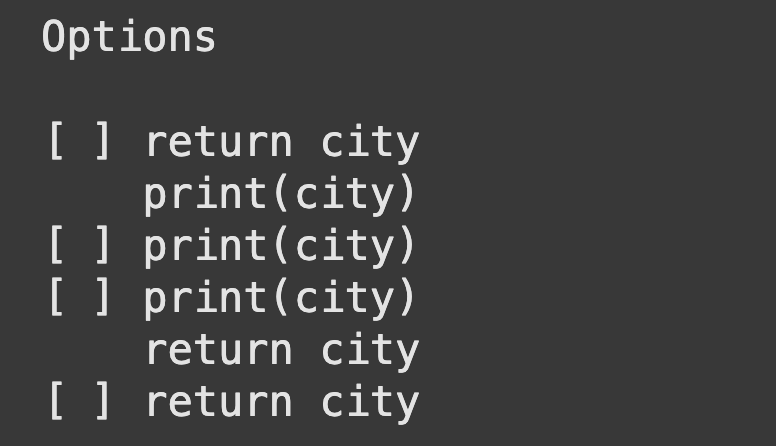 Options
[ ] return city
print(city)
[ ] print(city)
[ ] print(city)
return city
[ ] return city